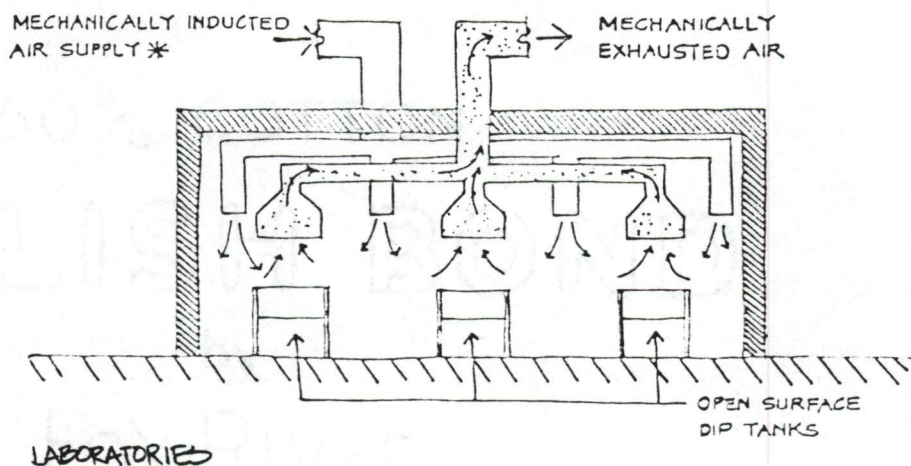 MECHANICALLY INDUCTED
AIR SUPPLY *
MECHANICALLY
EXHAUSTED AIR
OPEN SURFACE
DIP TANKS
LABORATORIES